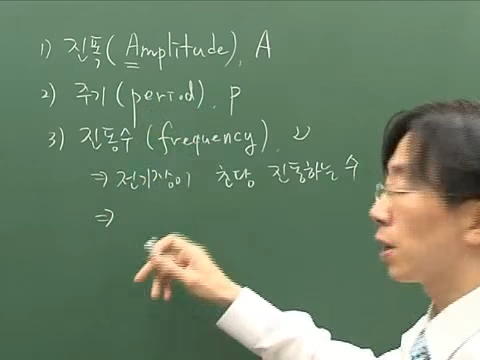 1) 진폭(Amplitude), A
2) 주기(period), p
3) 진동수(frequency). ν
⇒ 전기장이 초당 진동하는 수
⇒